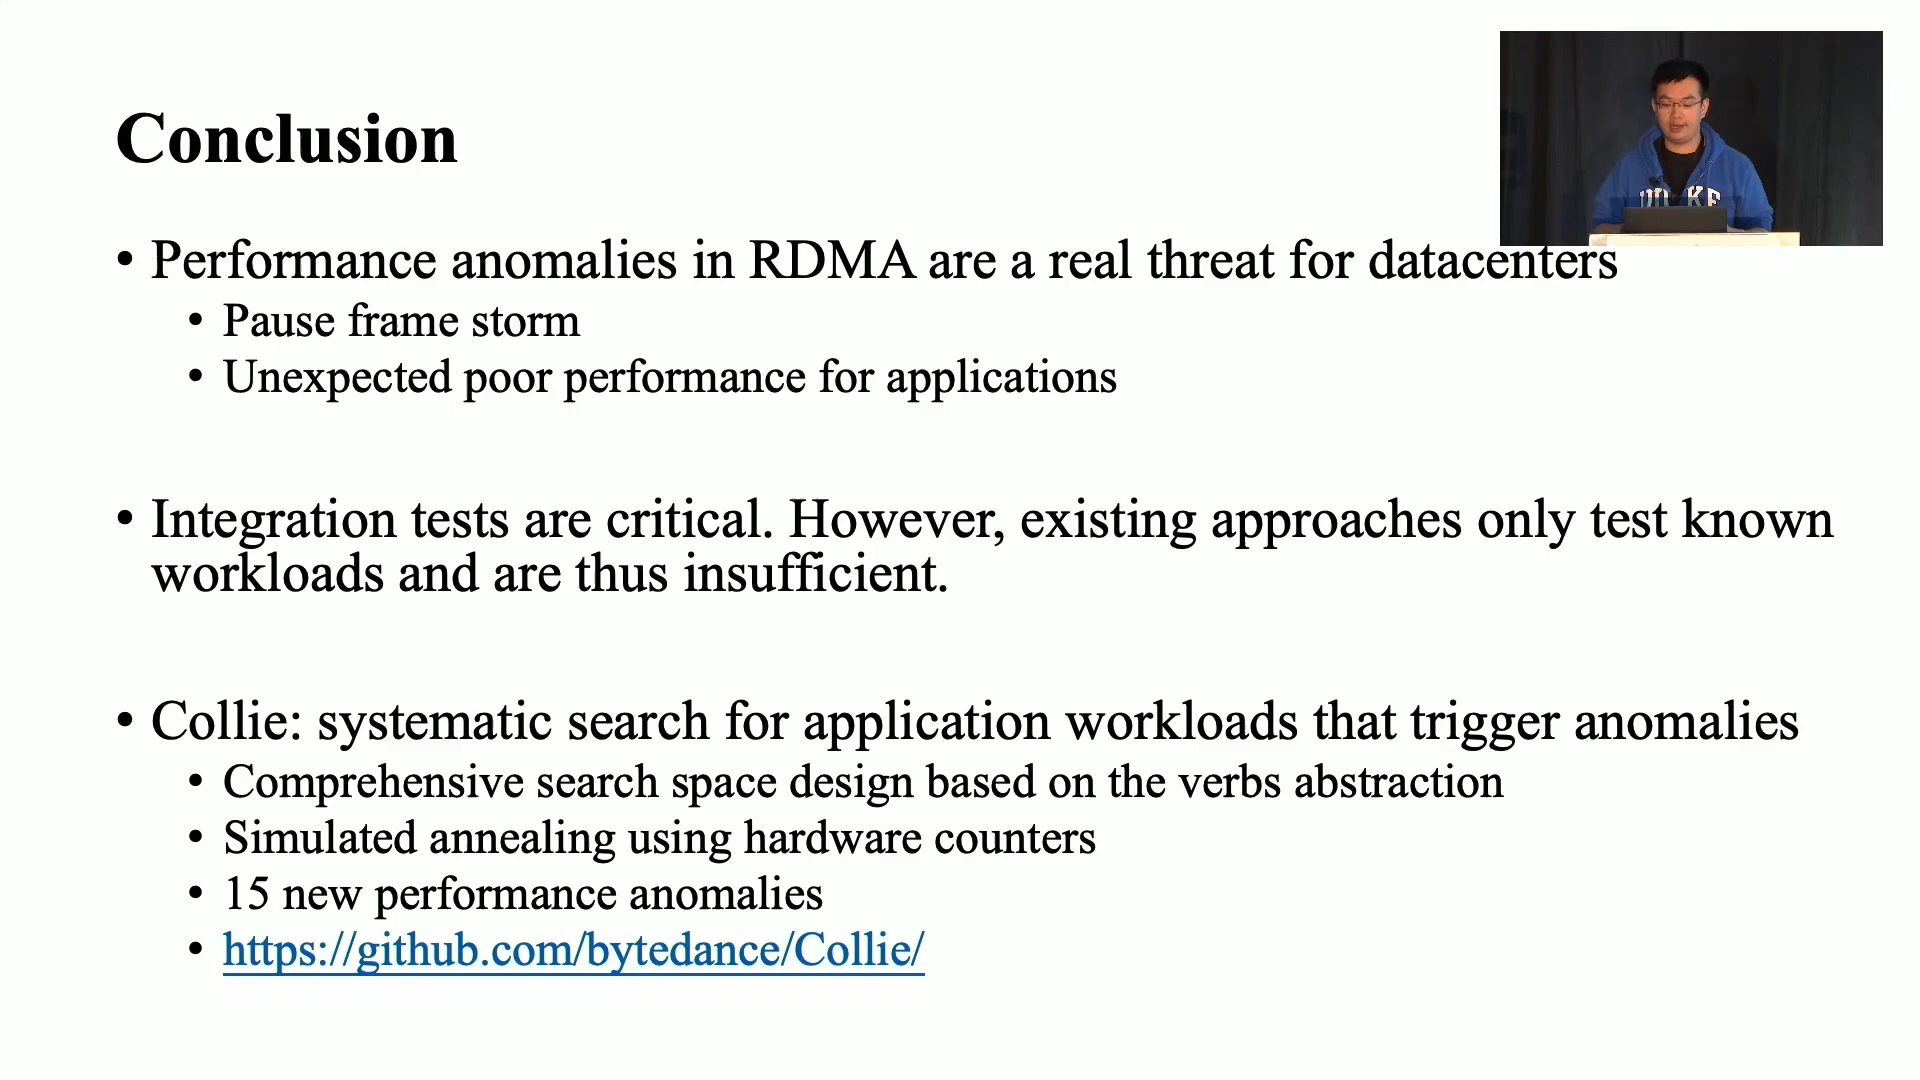 Conclusion
• Performance anomalies in RDMA are a real threat for datacenters
• Pause frame storm
• Unexpected poor performance for applications
• Integration tests are critical. However, existing approaches only test known
workloads and are thus insufficient.
• Collie: systematic search for application workloads that trigger anomalies
• Comprehensive search space design based on the verbs abstraction
• Simulated annealing using hardware counters
• 15 new performance anomalies
• https://github.com/bytedance/Collie/